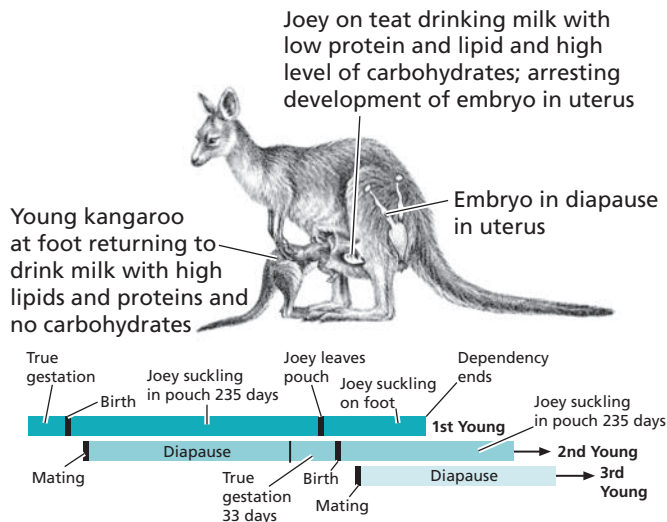 Joey on teat drinking milk with
low protein and lipid and high
level of carbohydrates; arresting
development of embryo in uterus
Embryo in diapause
in uterus
Young kangaroo
at foot returning to
drink milk with high
lipids and proteins and
no carbohydrates
True
gestation
Birth
Joey suckling
in pouch 235 days
Joey leaves
pouch
Joey suckling
on foot
Dependency
ends
1st Young
Joey suckling
in pouch 235 days
Mating
Diapause
True
gestation
33 days
Birth
2nd Young
Mating
Diapause
3rd
Young